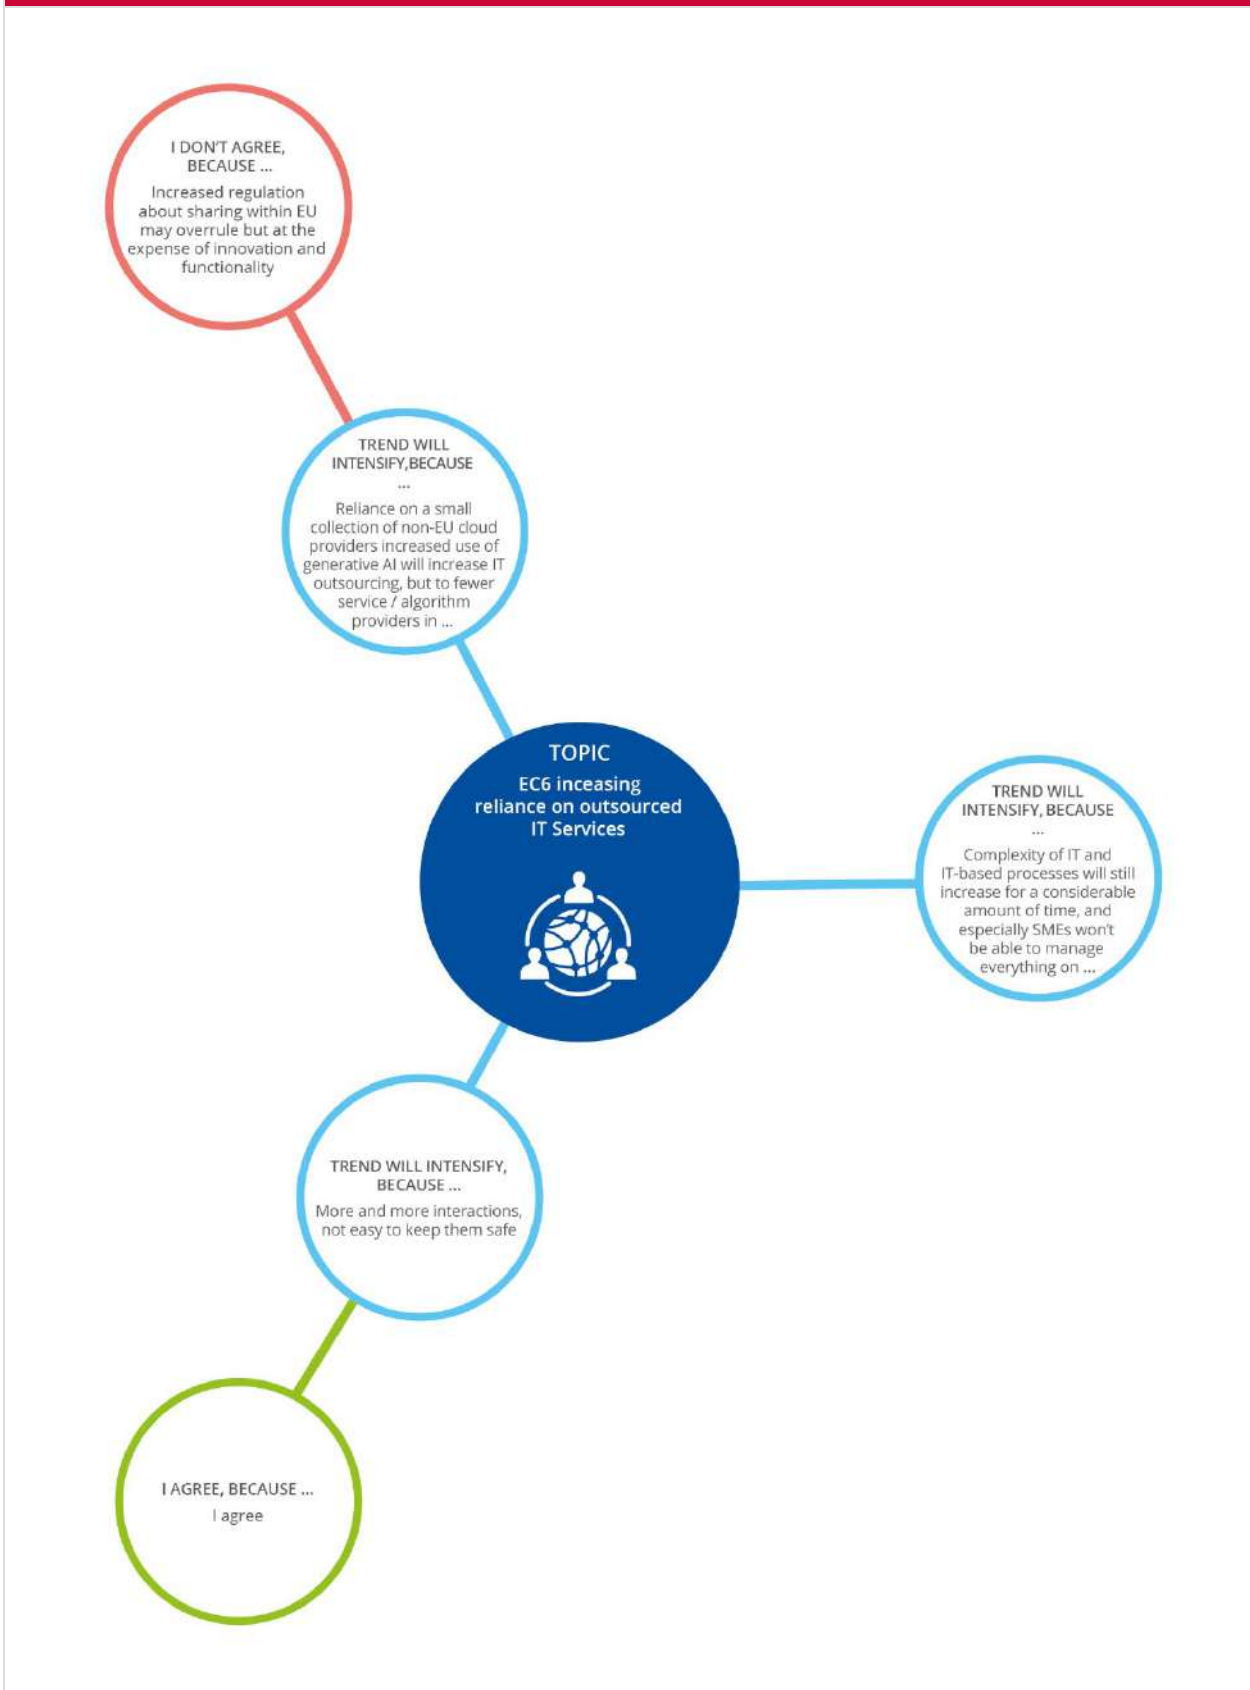 I DON'T AGREE,
BECAUSE ...
Increased regulation
about sharing within EU
may overrule but at the
expense of innovation and
functionality
TREND WILL
INTENSIFY,BECAUSE
...
Reliance on a small
collection of non-EU cloud
providers increased use of
generative AI will increase IT
outsourcing, but to fewer
service / algorithm
providers in ...
TOPIC
EC6 inceasing
reliance on outsourced
IT Services
TREND WILL
INTENSIFY, BECAUSE
...
Complexity of IT and
IT-based processes will still
increase for a considerable
amount of time, and
especially SMEs won't
be able to manage
everything on ...
TREND WILL INTENSIFY,
BECAUSE ...
More and more interactions,
not easy to keep them safe
I AGREE, BECAUSE ...
I agree